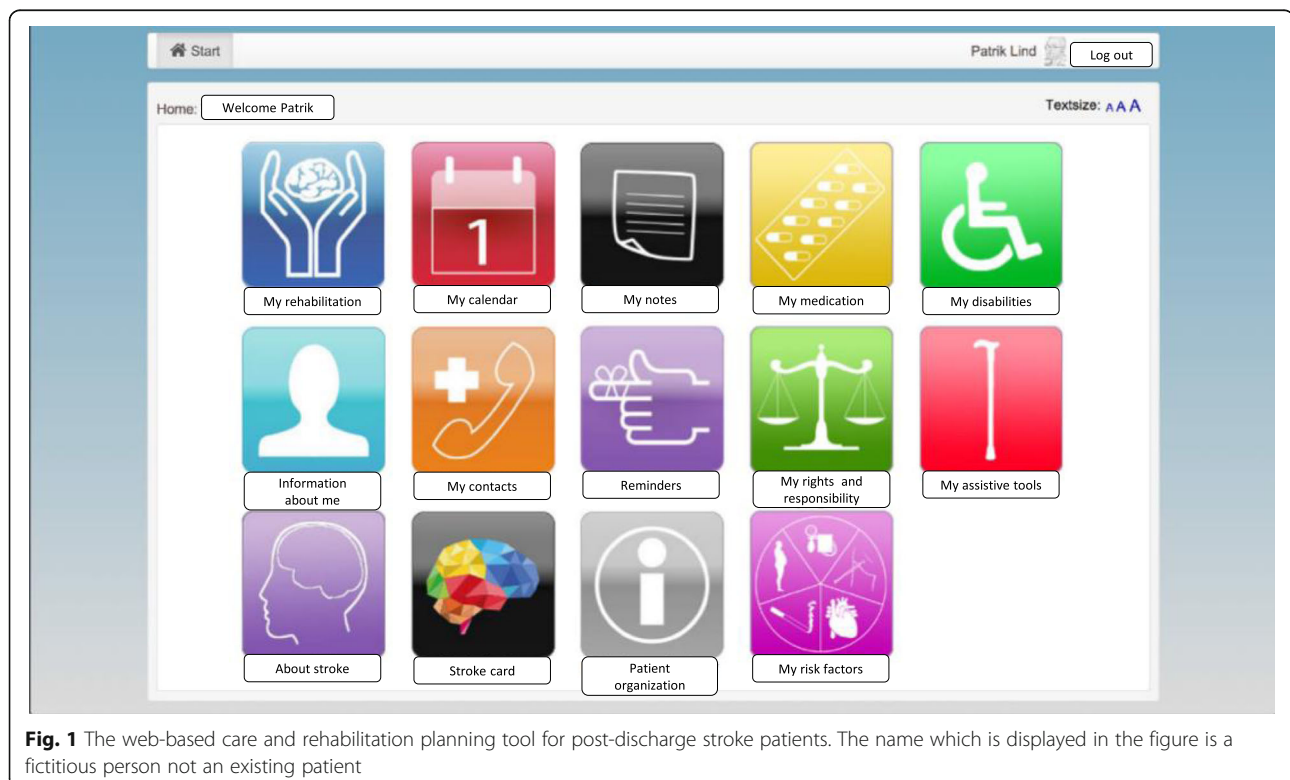 Start
Patrik Lind
Log out
Home: Welcome Patrik
Textsize: A A A
1
My rehabilitation
My calendar
My notes
My medication
My disabilities
Information
about me
My contacts
Reminders
My rights and
responsibility
My assistive tools
About stroke
Stroke card
Patient
organization
My risk factors
Fig. 1 The web-based care and rehabilitation planning tool for post-discharge stroke patients. The name which is displayed in the figure is a
fictitious person not an existing patient